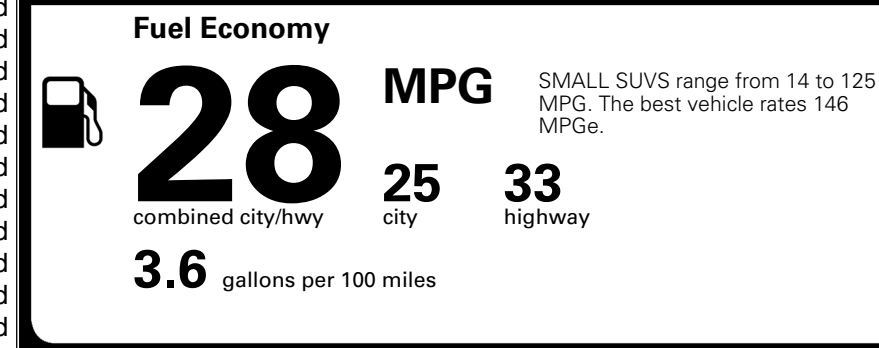 d
d
d
d
d
d
d
d
d
d
d
Fuel Economy
28
MPG
SMALL SUVS range from 14 to 125
MPG. The best vehicle rates 146
MPGe.
25
33
combined city/hwy
city
highway
3.6 gallons per 100 miles